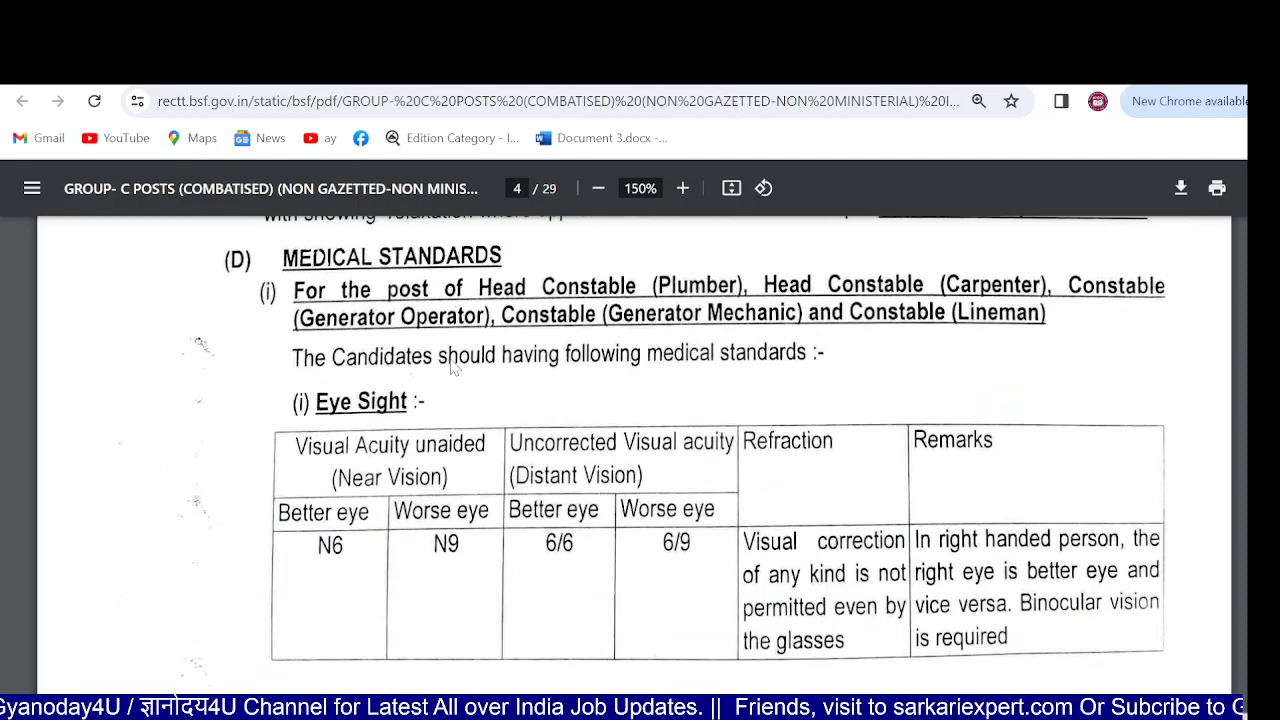 rectt.bsf.gov.in/static/bsf/pdf/GROUP-%20C%20POSTS%20(COMBATISED)%20(NON%20GAZETTED-NON%20MINISTERIAL)%20I...
New Chrome available
Gmail YouTube Maps News ay Edition Category - I... Document 3.docx -...
GROUP- C POSTS (COMBATISED) (NON GAZETTED-NON MINIS... 4 / 29 150%
(D) MEDICAL STANDARDS
(i) For the post of Head Constable (Plumber), Head Constable (Carpenter), Constable
(Generator Operator), Constable (Generator Mechanic) and Constable (Lineman)
The Candidates should having following medical standards :-
(i) Eye Sight :-
Visual Acuity unaided Uncorrected Visual acuity Refraction Remarks
(Near Vision) (Distant Vision)
Better eye Worse eye Better eye Worse eye
N6 N9 6/6 6/9 Visual correction In right handed person, the
of any kind is not right eye is better eye and
permitted even by vice versa. Binocular vision
the glasses is required
Gyanoday4U / ज्ञानोदय4U Channel for Latest All over India Job Updates. || Friends, visit to sarkariexpert.com Or Subcribe to G